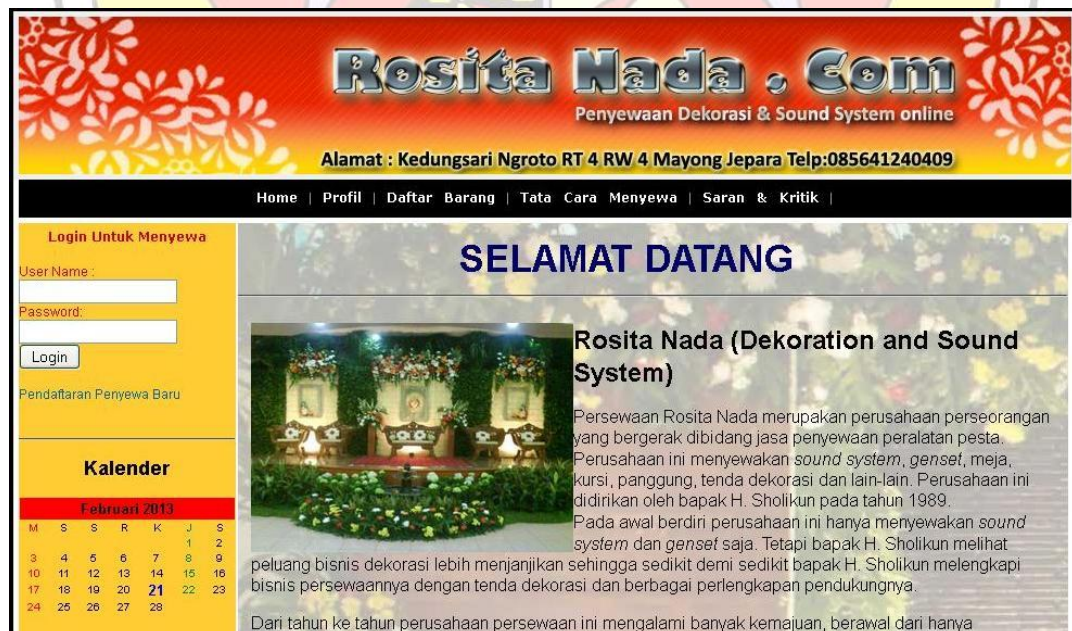 Rosita Nada . Com
Penyewaan Dekorasi & Sound System online
Alamat : Kedungsari Ngroto RT 4 RW 4 Mayong Jepara Telp:085641240409
Home | Profil | Daftar Barang | Tata Cara Menyewa | Saran & Kritik |
Login Untuk Menyewa
User Name :
Password:
Login
Pendaftaran Penyewa Baru
Kalender
Februari 2013
M S S R K J S
1 2
3 4 5 6 7 8 9
10 11 12 13 14 15 16
17 18 19 20 21 22 23
24 25 26 27 28
SELAMAT DATANG
Rosita Nada (Dekoration and Sound
System)
Persewaan Rosita Nada merupakan perusahaan perseorangan
yang bergerak dibidang jasa penyewaan peralatan pesta.
Perusahaan ini menyewakan sound system, genset, meja,
kursi, panggung, tenda dekorasi dan lain-lain. Perusahaan ini
didirikan oleh bapak H. Sholikun pada tahun 1989.
Pada awal berdiri perusahaan ini hanya menyewakan sound
system dan genset saja. Tetapi bapak H. Sholikun melihat
peluang bisnis dekorasi lebih menjanjikan sehingga sedikit demi sedikit bapak H. Sholikun melengkapi
bisnis persewaannya dengan tenda dekorasi dan berbagai perlengkapan pendukungnya.
Dari tahun ke tahun perusahaan persewaan ini mengalami banyak kemajuan, berawal dari hanya